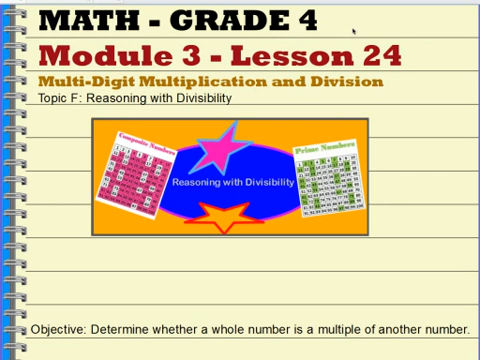 MATH - GRADE 4
Module 3 - Lesson 24
Multi-Digit Multiplication and Division
Topic F: Reasoning with Divisibility
Composite Numbers
Prime Numbers
Reasoning with Divisibility
Objective: Determine whether a whole number is a multiple of another number.